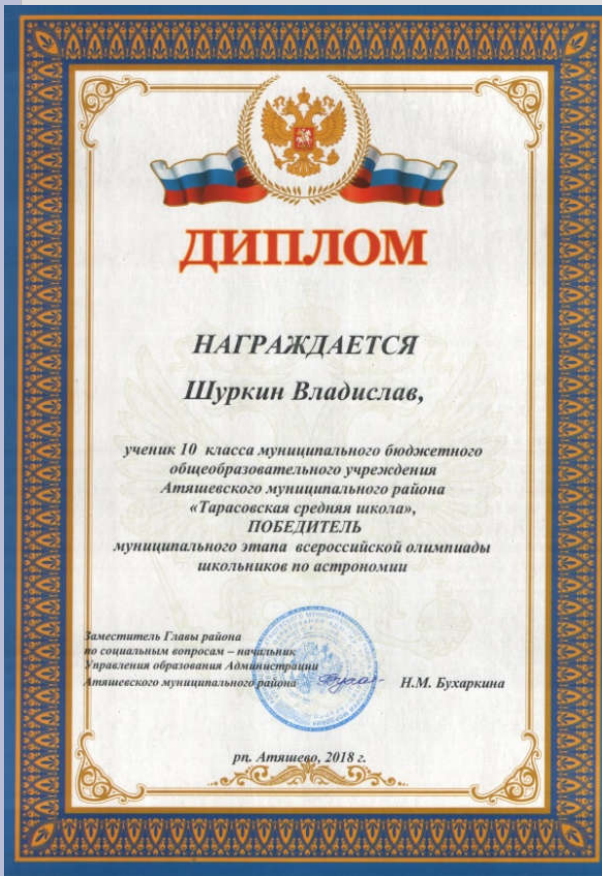 ДИПЛОМ
НАГРАЖДАЕТСЯ
Шуркин Владислав,
ученик 10 класса муниципального бюджетного
общеобразовательного учреждения
Атяшевского муниципального района
«Тарасовская средняя школа»,
ПОБЕДИТЕЛЬ
муниципального этапа всероссийской олимпиады
школьников по астрономии
Заместитель Главы района
по социальным вопросам – начальник
Управления образования Администрации
Атяшевского муниципального района
Н.М. Бухаркина
рп. Атяшево, 2018 г.